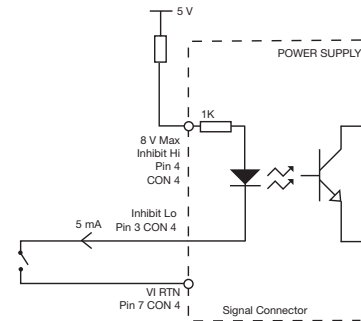 5 V
POWER SUPPLY
1K
8 V Max
Inhibit Hi
Pin 4
CON 4
Inhibit Lo
5 mA
Pin 3 CON 4
VI RTN
Pin 7 CON 4
Signal Connector